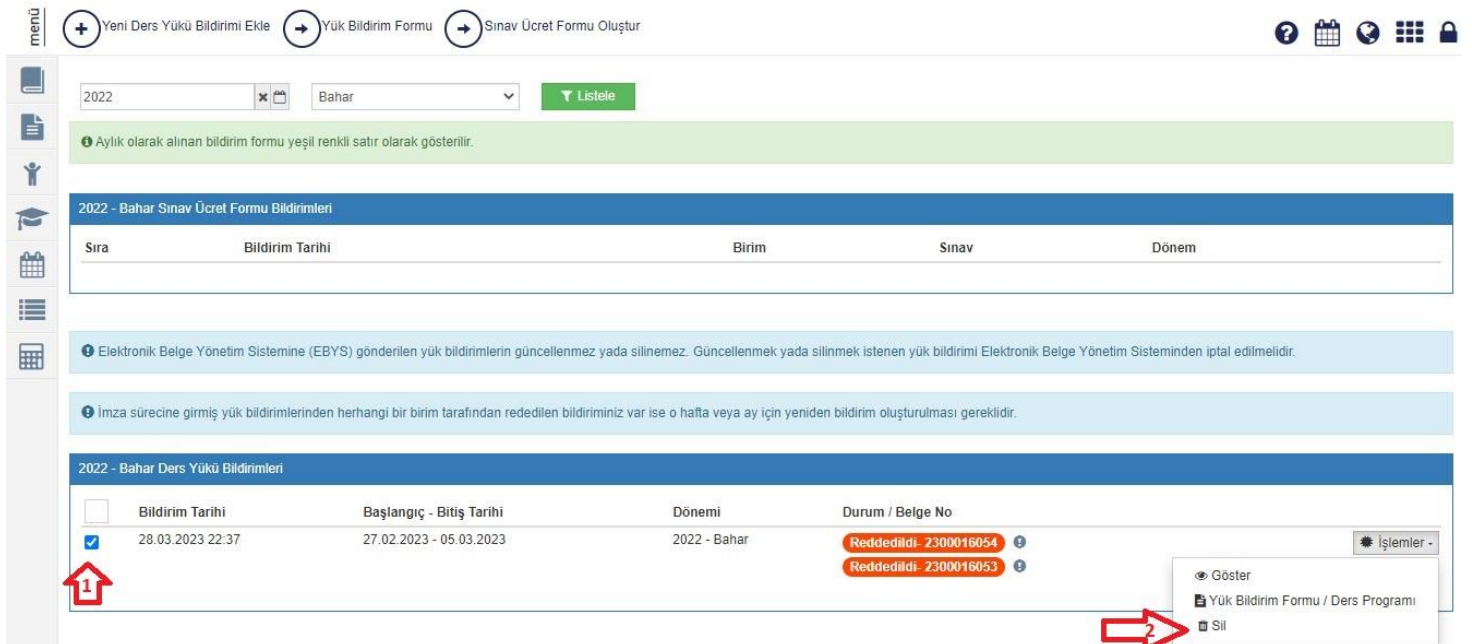 menü
Yeni Ders Yükü Bildirimi Ekle Yük Bildirim Formu Sınav Ücret Formu Oluştur
2022 Bahar Listele
Aylık olarak alınan bildirim formu yeşil renkli satır olarak gösterilir.
2022 - Bahar Sınav Ücret Formu Bildirimleri
Sıra Bildirim Tarihi Birim Sınav Dönem
Elektronik Belge Yönetim Sistemine (EBYS) gönderilen yük bildirimlerin güncellenmez yada silinemez. Güncellenmek yada silinmek istenen yük bildirimi Elektronik Belge Yönetim Sisteminden iptal edilmelidir.
İmza sürecine girmiş yük bildirimlerinden herhangi bir birim tarafından rededilen bildiriminiz var ise o hafta veya ay için yeniden bildirim oluşturulması gereklidir.
2022 - Bahar Ders Yükü Bildirimleri
Bildirim Tarihi Başlangıç - Bitiş Tarihi Dönemi Durum / Belge No
28.03.2023 22:37 27.02.2023 - 05.03.2023 2022 - Bahar Reddedildi- 2300016054 İşlemler -
Reddedildi- 2300016053
1
Göster
Yük Bildirim Formu / Ders Programı
2 Sil